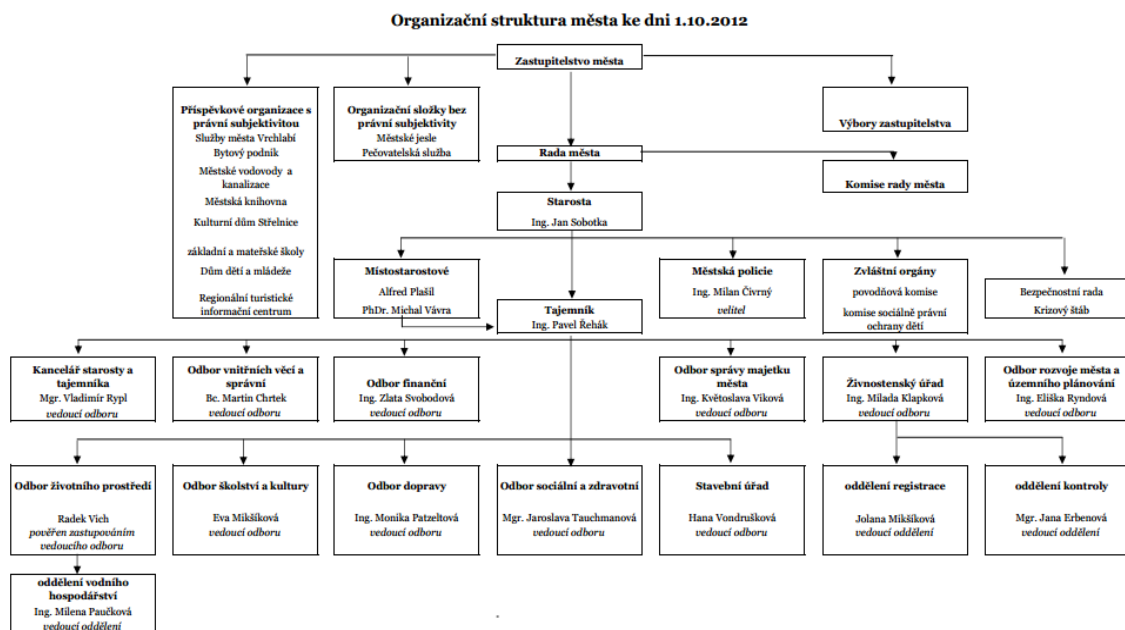 Organizační struktura města ke dni 1.10.2012
Zastupitelstvo města
Příspěvkové organizace s
právní subjektivitou
Služby města Vrchlabí
Bytový podnik
Městské vodovody a
kanalizace
Městská knihovna
Kulturní dům Střelnice
základní a mateřské školy
Dům dětí a mládeže
Regionální turistické
informační centrum
Organizační složky bez
právní subjektivity
Městské jesle
Pečovatelská služba
Výbory zastupitelstva
Rada města
Komise rady města
Starosta
Ing. Jan Sobotka
Místostarostové
Alfred Plašil
PhDr. Michal Vávra
Tajemník
Ing. Pavel Řehák
Městská policie
Ing. Milan Čivrný
velitel
Zvláštní orgány
povodňová komise
komise sociálně právní
ochrany dětí
Bezpečnostní rada
Krizový štáb
Kancelář starosty a
tajemníka
Mgr. Vladimír Rypl
vedoucí odboru
Odbor vnitřních věcí a
správní
Bc. Martin Chrtek
vedoucí odboru
Odbor finanční
Ing. Zlata Svobodová
vedoucí odboru
Odbor správy majetku
města
Ing. Květoslava Viková
vedoucí odboru
Živnostenský úřad
Ing. Milada Klapková
vedoucí odboru
Odbor rozvoje města a
územního plánování
Ing. Eliška Ryndová
vedoucí odboru
Odbor životního prostředí
Radek Vich
pověřen zastupováním
vedoucího odboru
Odbor školství a kultury
Eva Mikšíková
vedoucí odboru
Odbor dopravy
Ing. Monika Patzeltová
vedoucí odboru
Odbor sociální a zdravotní
Mgr. Jaroslava Tauchmanová
vedoucí odboru
Stavební úřad
Hana Vondrušková
vedoucí odboru
oddělení registrace
Jolana Mikšíková
vedoucí oddělení
oddělení kontroly
Mgr. Jana Erbenová
vedoucí oddělení
oddělení vodního
hospodářství
Ing. Milena Paučková
vedoucí oddělení